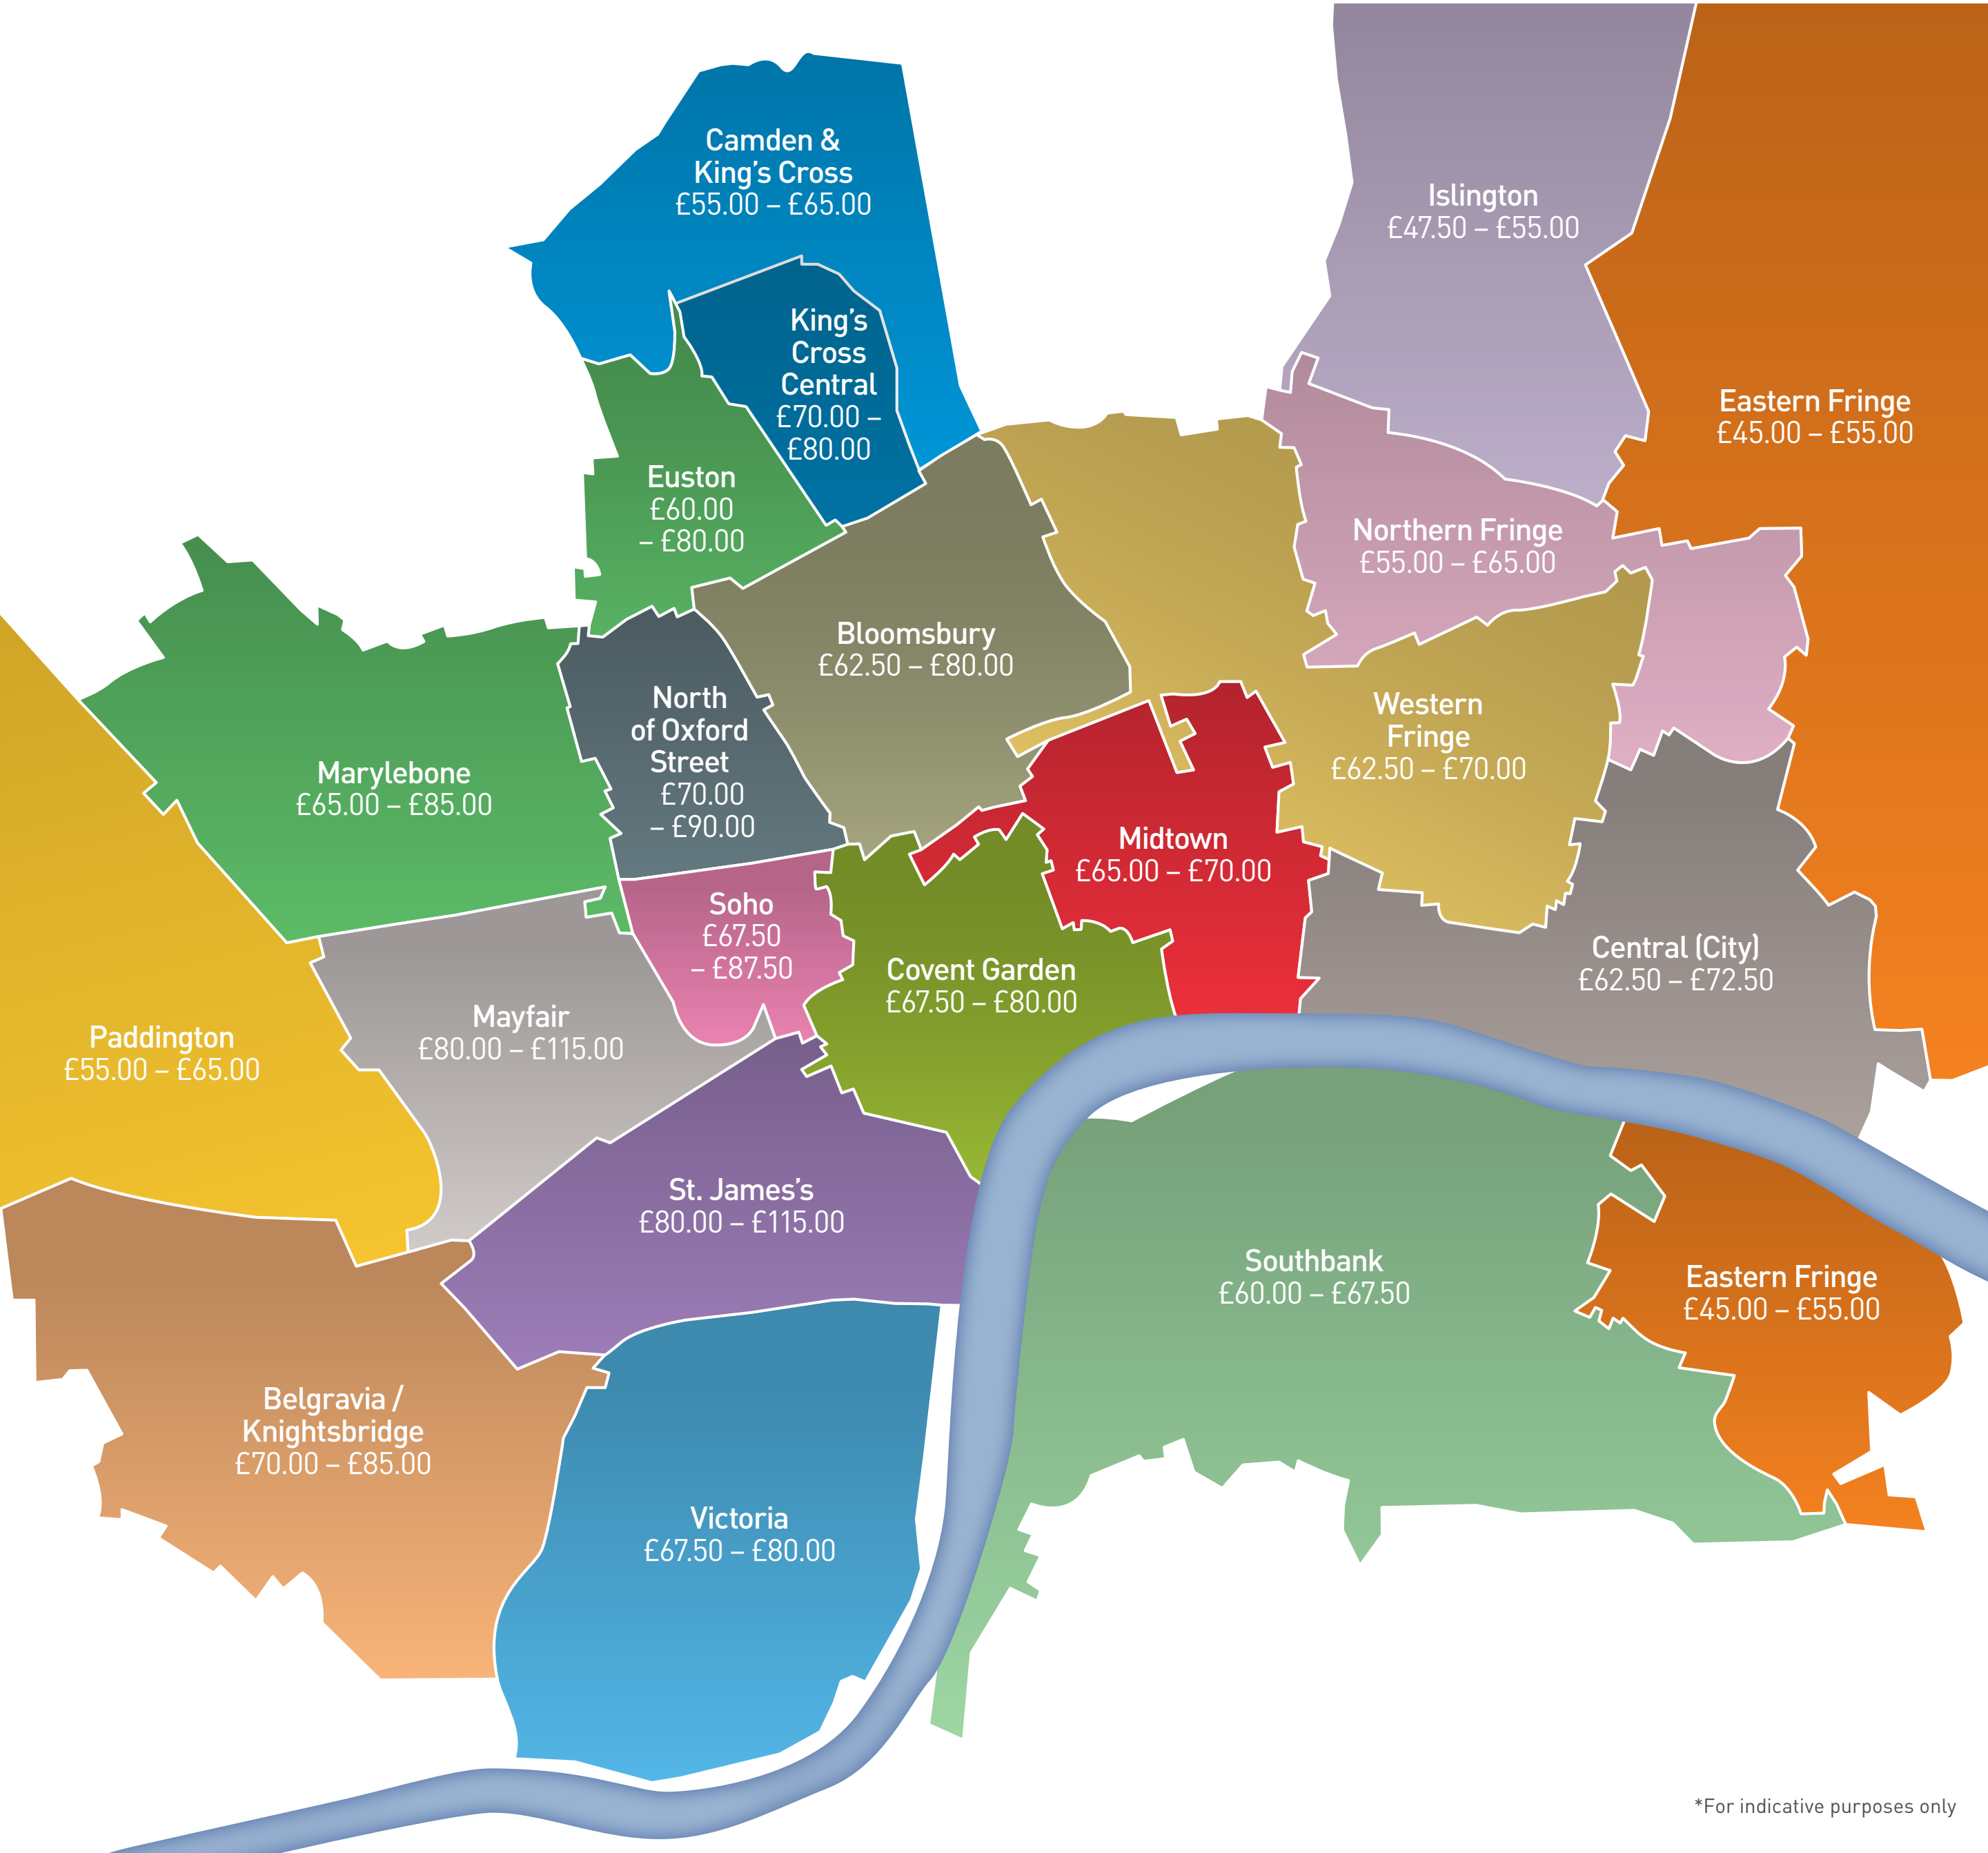 Camden &
King’s Cross
£55.00 – £65.00
Islington
£47.50 – £55.00
King’s
Cross
Central
£70.00 –
£80.00
Eastern Fringe
£45.00 – £55.00
Euston
£60.00
– £80.00
Northern Fringe
£55.00 – £65.00
Bloomsbury
£62.50 – £80.00
North
of Oxford
Street
£70.00
– £90.00
Western
Fringe
£62.50 – £70.00
Marylebone
£65.00 – £85.00
Midtown
£65.00 – £70.00
Soho
£67.50
– £87.50
Central (City)
£62.50 – £72.50
Covent Garden
£67.50 – £80.00
Mayfair
£80.00 – £115.00
Paddington
£55.00 – £65.00
St. James’s
£80.00 – £115.00
Southbank
£60.00 – £67.50
Eastern Fringe
£45.00 – £55.00
Belgravia /
Knightsbridge
£70.00 – £85.00
Victoria
£67.50 – £80.00
*For indicative purposes only